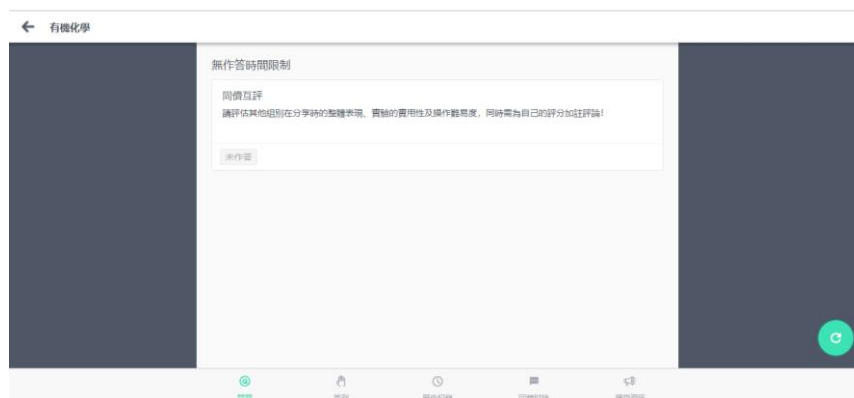 有機化學
無作答時間限制
同儕互評
請評估其他組別在分享時的整體表現、實驗的實用性及操作難易度，同時需為自己的評分加註評論！
未作答